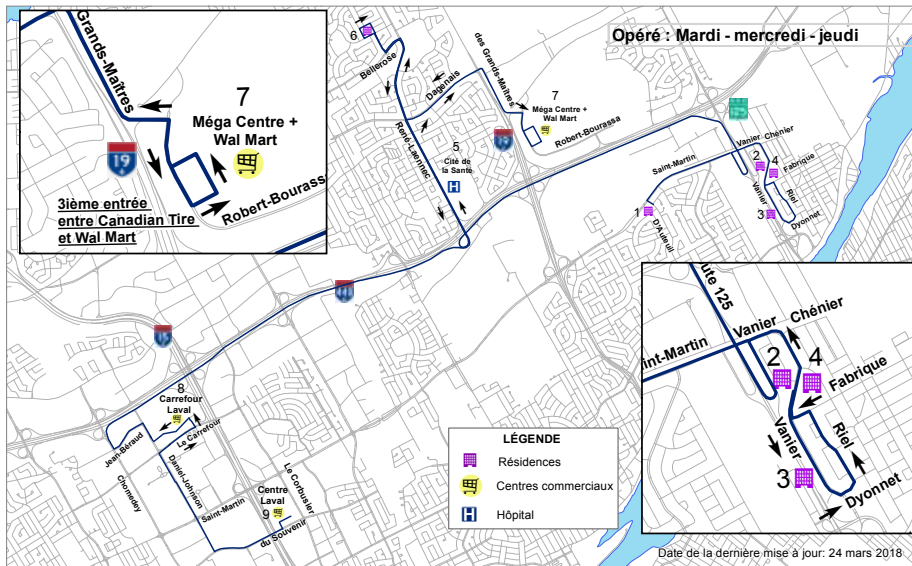 Opéré : Mardi - mercredi - jeudi
Grands-Maîtres
7
Méga Centre +
Wal Mart
19
3ième entrée
entre Canadian Tire
et Wal Mart
Robert-Bourassa
6
Bellerose
Dagenais
des Grands-Maîtres
7
Méga Centre +
Wal Mart
Robert-Bourassa
19
René-Laennec
5
Cité de
la Santé
H
Saint-Martin
Vanier
Chénier
2
4
Fabrique
Riel
Vanier
3
Dyonnet
1
D'Auteuil
8
Carrefour
Laval
Le Carrefour
Jean-Béraud
Chomedey
Daniel-Johnson
Saint-Martin
Centre
Laval
9
Le Corbusier
du Souvenir
LÉGENDE
Résidences
Centres commerciaux
H
Hôpital
ute 125
Vanier
Chénier
int-Martin
2
4
Fabrique
Vanier
Riel
3
Dyonnet
Date de la dernière mise à jour: 24 mars 2018